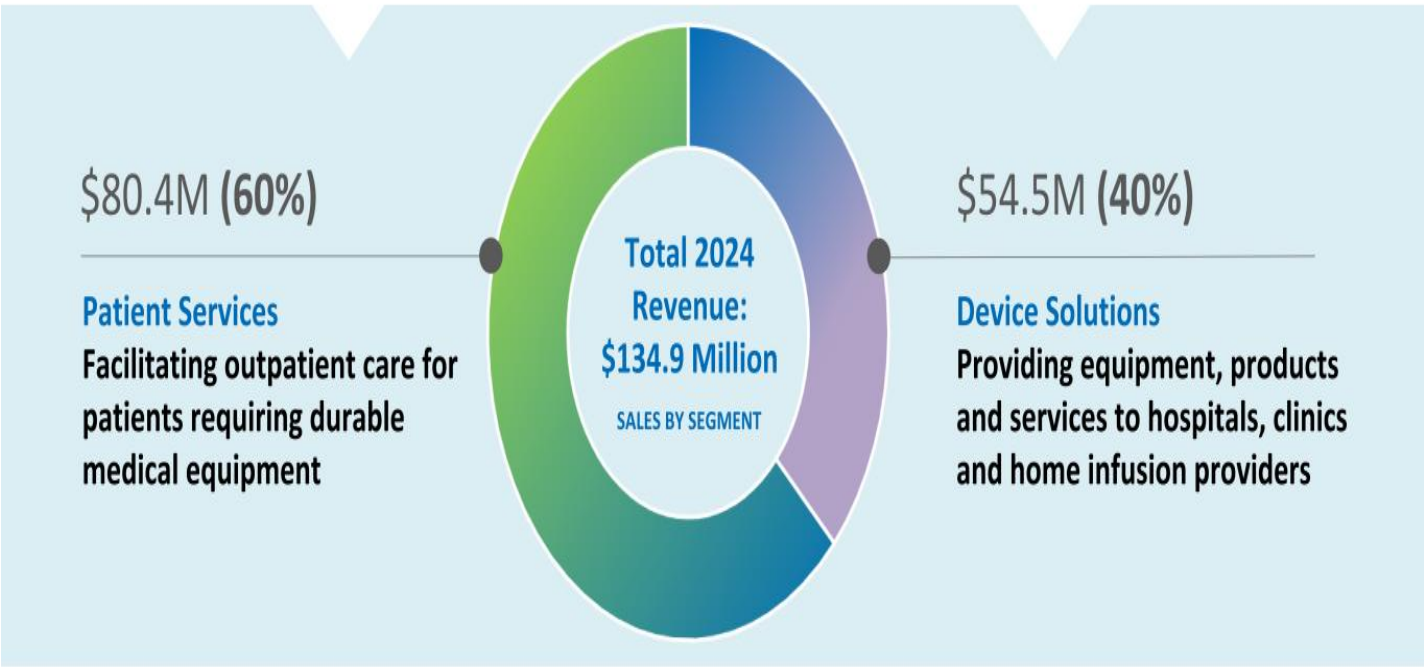 $80.4M (60%)
Patient Services
Facilitating outpatient care for
patients requiring durable
medical equipment
Total 2024
Revenue:
$134.9 Million
SALES BY SEGMENT
$54.5M (40%)
Device Solutions
Providing equipment, products
and services to hospitals, clinics
and home infusion providers